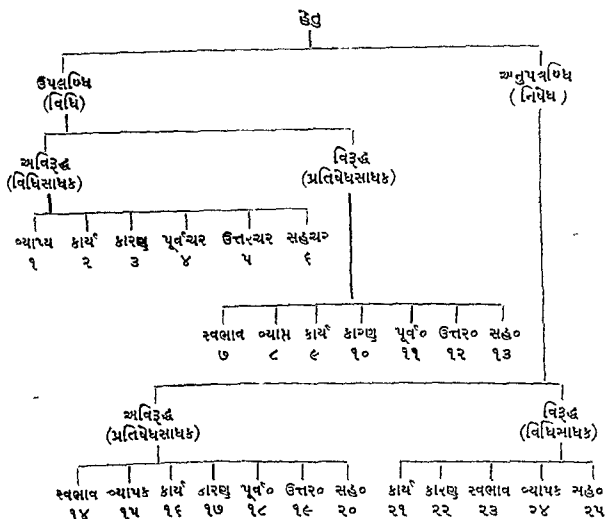 હેતુ
ઉપલબ્ધિ
(વિધિ)
અનુપલબ્ધિ
(નિષેધ)
અવિરૂદ્ધ
(વિધિસાધક)
વિરૂદ્ધ
(પ્રતિષેધસાધક)
વ્યાપ્ય કાર્ય કારણ પૂર્વચર ઉત્તરચર સહચર
૧ ૨ ૩ ૪ ૫ ૬
સ્વભાવ વ્યાપ્ત કાર્ય કારણ પૂર્વ૦ ઉત્તર૦ સહ૦
૭ ૮ ૯ ૧૦ ૧૧ ૧૨ ૧૩
અવિરૂદ્ધ
(પ્રતિષેધસાધક)
વિરૂદ્ધ
(વિધિસાધક)
સ્વભાવ વ્યાપક કાર્ય કારણ પૂર્વ૦ ઉત્તર૦ સહ૦ કાર્ય કારણ સ્વભાવ વ્યાપક સહ૦
૧૪ ૧૫ ૧૬ ૧૭ ૧૮ ૧૯ ૨૦ ૨૧ ૨૨ ૨૩ ૨૪ ૨૫